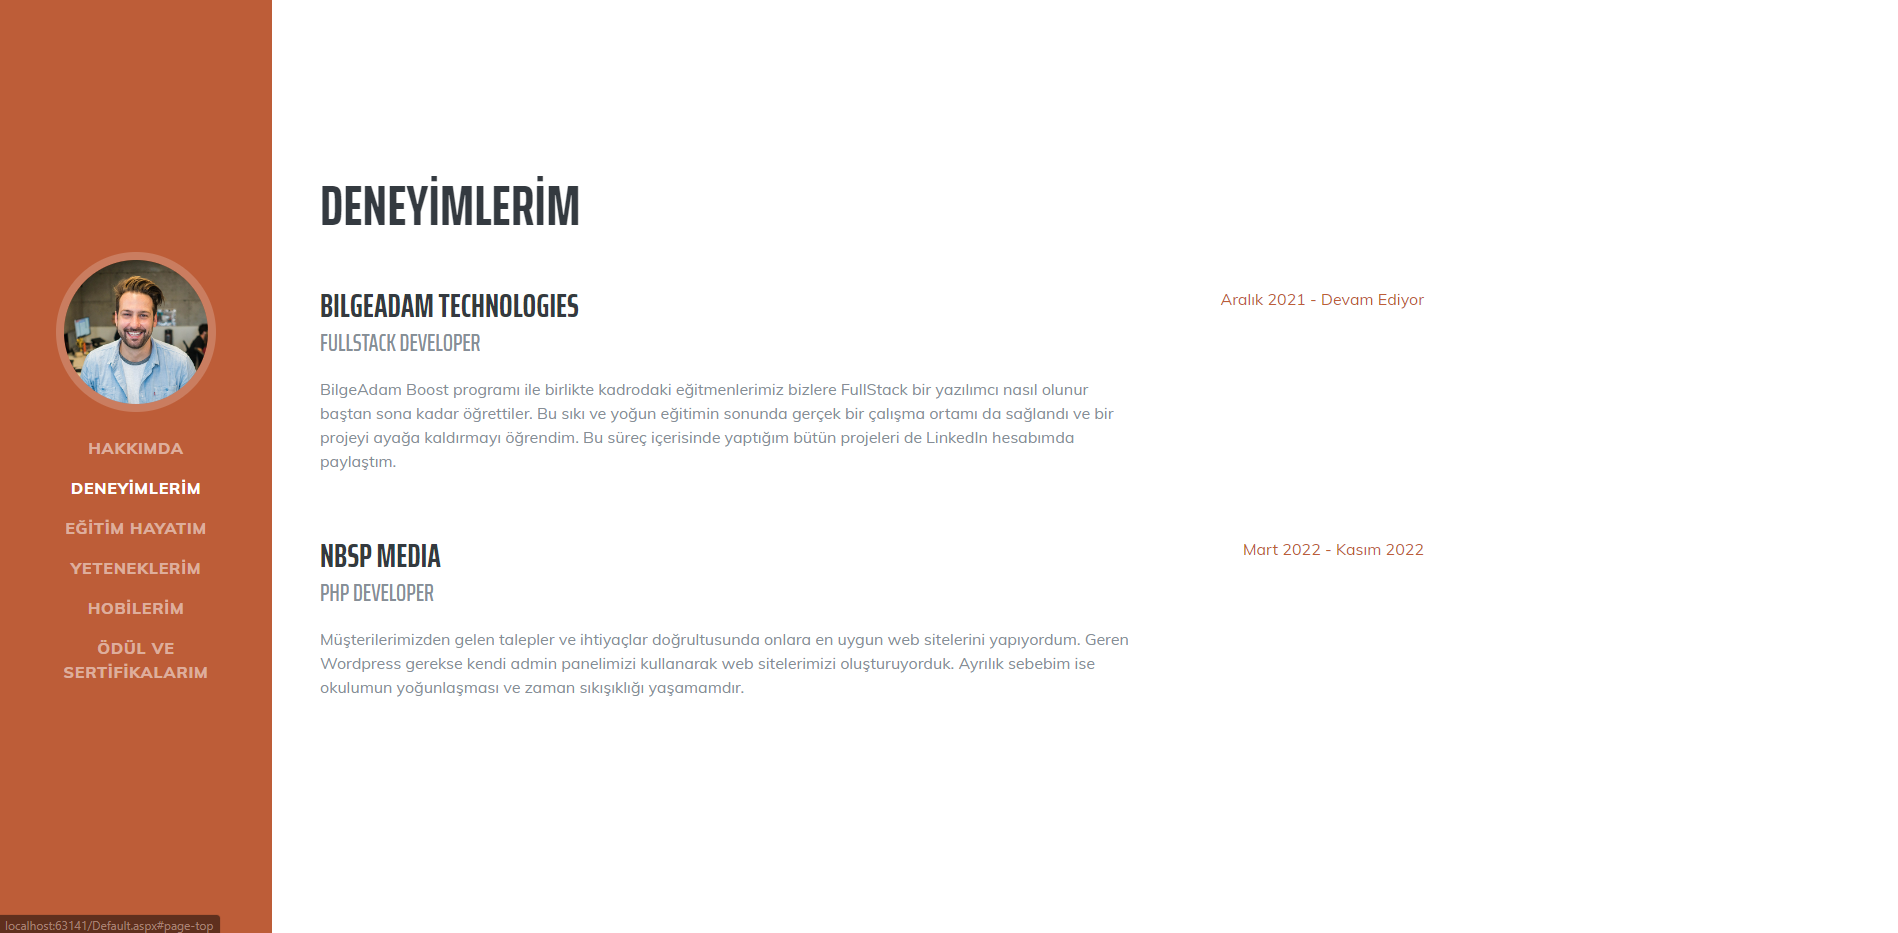 HAKKIMDA
DENEYİMLERİM
EĞİTİM HAYATIM
YETENEKLERİM
HOBİLERİM
ÖDÜL VE
SERTİFİKALARIM
DENEYİMLERİM
BILGEADAM TECHNOLOGIES
Aralık 2021 - Devam Ediyor
FULLSTACK DEVELOPER
BilgeAdam Boost programı ile birlikte kadrodaki eğitmenlerimiz bizlere FullStack bir yazılımcı nasıl olunur
baştan sona kadar öğrettiler. Bu sıkı ve yoğun eğitimin sonunda gerçek bir çalışma ortamı da sağlandı ve bir
projeyi ayağa kaldırmayı öğrendim. Bu süreç içerisinde yaptığım bütün projeleri de LinkedIn hesabımda
paylaştım.
NBSP MEDIA
Mart 2022 - Kasım 2022
PHP DEVELOPER
Müşterilerimizden gelen talepler ve ihtiyaçlar doğrultusunda onlara en uygun web sitelerini yapıyordum. Geren
Wordpress gerekse kendi admin panelimizi kullanarak web sitelerimizi oluşturuyorduk. Ayrılık sebebim ise
okulumun yoğunlaşması ve zaman sıkışıklığı yaşamamdır.
localhost:63141/Default.aspx#page-top